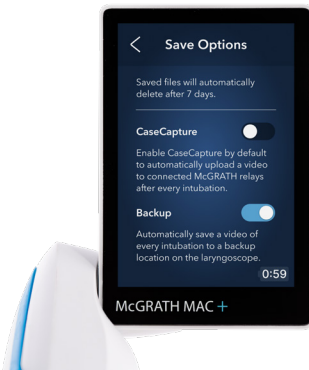 Save Options
Saved files will automatically
delete after 7 days.
CaseCapture
Enable CaseCapture by default
to automatically upload a video
to connected McGRATH relays
after every intubation.
Backup
Automatically save a video of
every intubation to a backup
location on the laryngoscope.
0:59
McGRATH MAC +